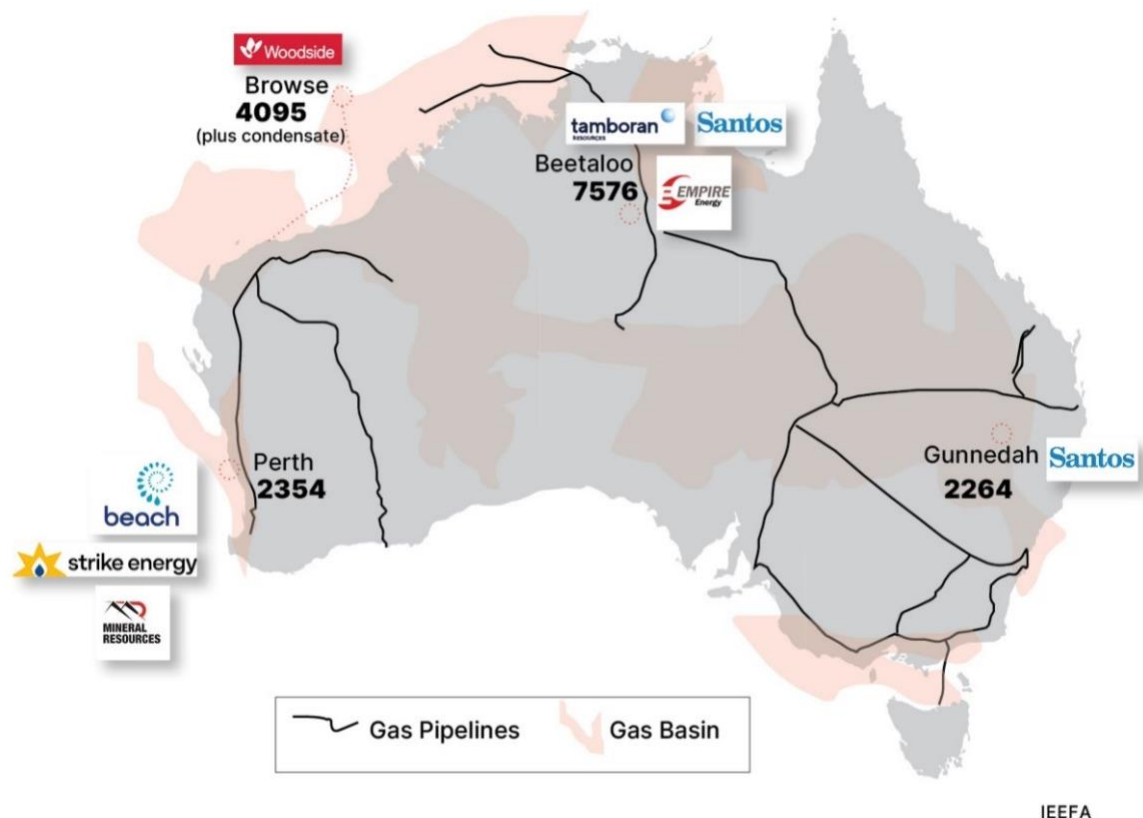 Woodside
Browse
4095
(plus condensate)
tamboran
RESOURCES
Santos
Beetaloo
7576
EMPIRE
Energy
Perth
2354
beach
strike energy
MINERAL
RESOURCES
Gunnedah
2264
Santos
Gas Pipelines
Gas Basin
IEEFA